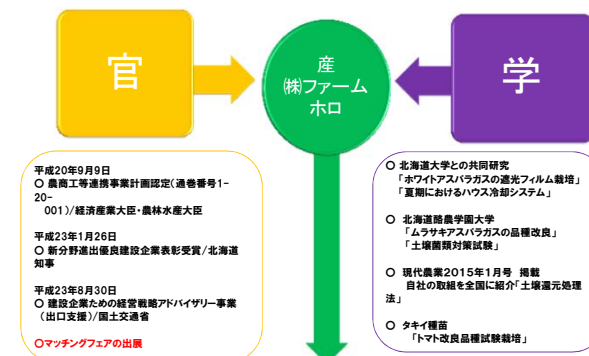 官
産
㈱ファーム
ホロ
学
平成20年9月9日
○ 農商工等連携事業計画認定(通巻番号1-
20-
001)/経済産業大臣・農林水産大臣
平成23年1月26日
○ 新分野進出優良建設企業表彰受賞/北海道
知事
平成23年8月30日
○ 建設企業ための経営戦略アドバイザリー事業
(出口支援)/国土交通省
○マッチングフェアの出展
○ 北海道大学との共同研究
「ホワイトアスパラガスの遮光フィルム栽培」
「夏期におけるハウス冷却システム」
○ 北海道酪農学園大学
「ムラサキアスパラガスの品種改良」
「土壌菌類対策試験」
○ 現代農業2015年1月号 掲載
自社の取組を全国に紹介「土壌還元処理
法」
○ タキイ種苗
「トマト改良品種試験栽培」